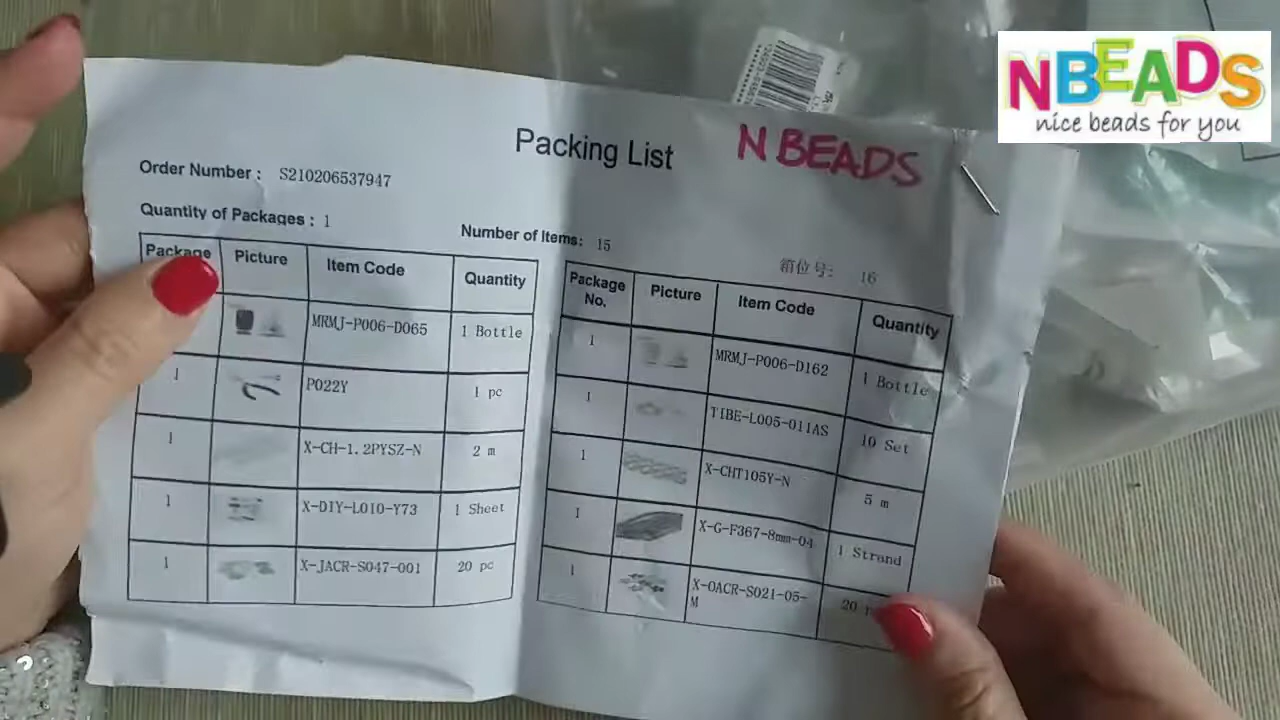 NBEADS
nice beads for you
Packing List
N BEADS
Order Number : S210206537947
Quantity of Packages : 1
Number of Items: 15
箱位号: 16
Package Picture Item Code Quantity
MRMJ-P006-D065 1 Bottle
1 P022Y 1 pc
1 X-CH-1.2PYSZ-N 2 m
1 X-DIY-L010-Y73 1 Sheet
1 X-JACR-S047-001 20 pc
Package No. Picture Item Code Quantity
1 MRMJ-P006-D162 1 Bottle
1 TIBE-L005-011AS 10 Set
1 X-CHT105Y-N 5 m
1 X-G-F367-8mm-04 1 Strand
1 X-OACR-S021-05-
M 20